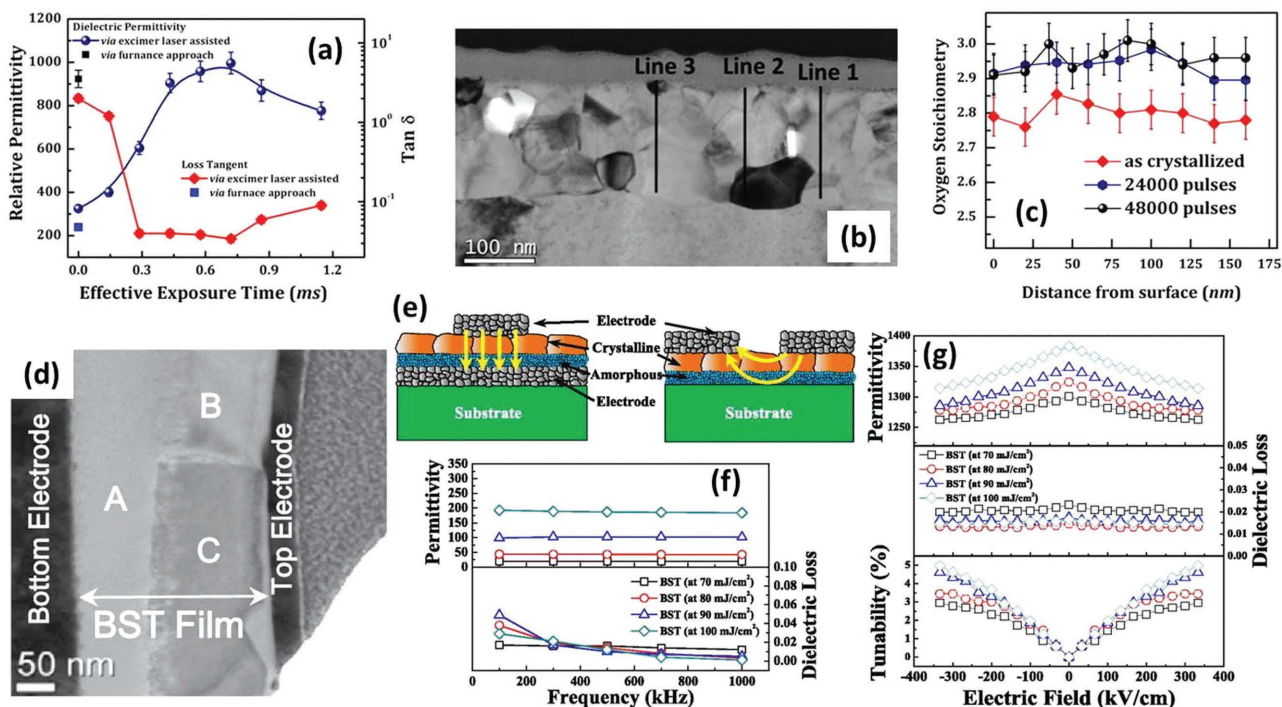 (a)
1200
1000
800
600
400
200
Relative Permittivity
Dielectric Permittivity
via excimer laser assisted
via furnance approach
Loss Tangent
via excimer laser assisted
via furnace approach
10¹
10⁰
10⁻¹
Tan δ
0.0 0.3 0.6 0.9 1.2
Effective Exposure Time (ms)
Line 3
Line 2
Line 1
100 nm
(b)
Oxygen Stoichiometry
3.0
2.9
2.8
2.7
2.6
2.5
as crystallized
24000 pulses
48000 pulses
(c)
0 25 50 75 100 125 150 175
Distance from surface (nm)
(d)
Bottom Electrode
A
B
C
BST Film
Top Electrode
50 nm
(e)
Electrode
Crystalline
Amorphous
Electrode
Substrate
Substrate
(f)
Permittivity
350
300
250
200
150
100
50
0
BST (at 70 mJ/cm²)
BST (at 80 mJ/cm²)
BST (at 90 mJ/cm²)
BST (at 100 mJ/cm²)
0.10
0.08
0.06
0.04
0.02
0.00
Dielectric Loss
0 200 400 600 800 1000
Frequency (kHz)
(g)
Permittivity
1400
1350
1300
1250
BST (at 70 mJ/cm²)
BST (at 80 mJ/cm²)
BST (at 90 mJ/cm²)
BST (at 100 mJ/cm²)
0.05
0.04
0.03
0.02
0.01
0.00
Dielectric Loss
Tunability (%)
5
4
3
2
1
0
-400 -300 -200 -100 0 100 200 300 400
Electric Field (kV/cm)